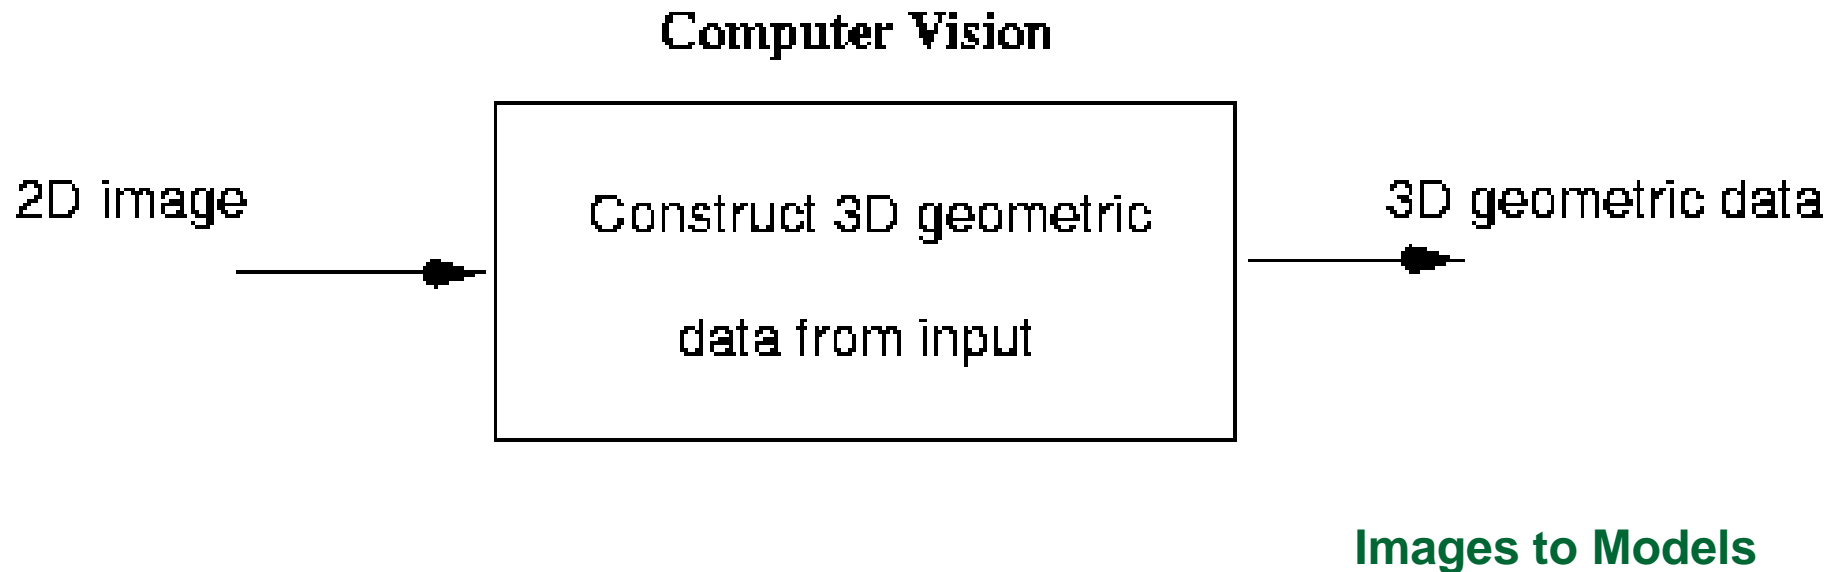 Computer Vision
2D image
Construct 3D geometric
data from input
3D geometric data
Images to Models